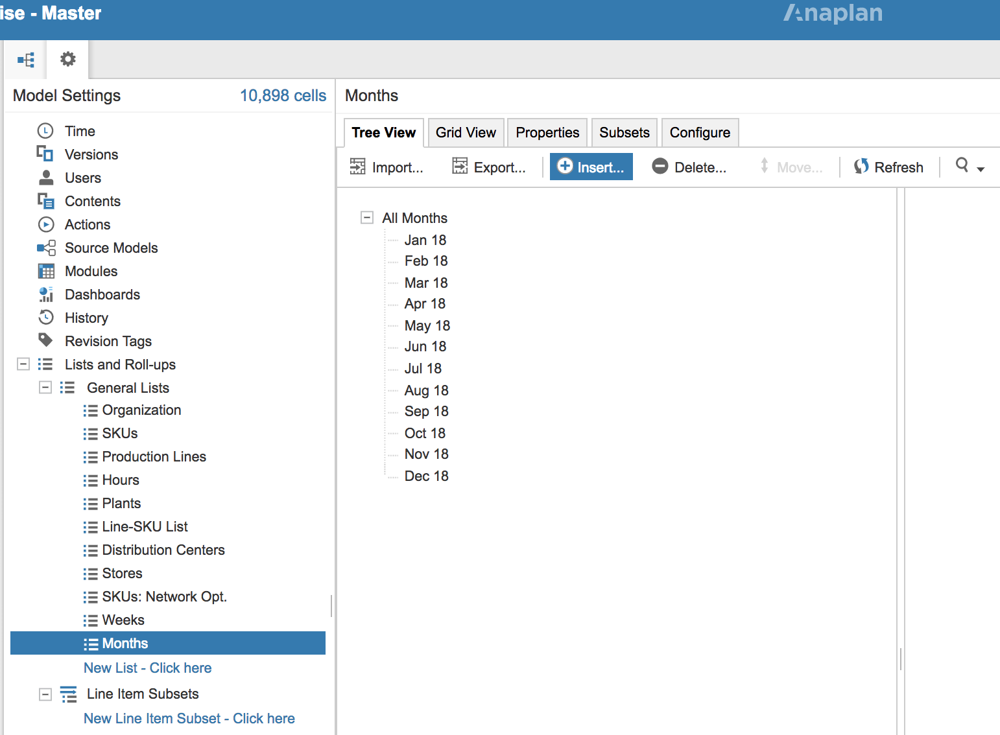 ise - Master
Anaplan
Model Settings 10,898 cells
Time
Versions
Users
Contents
Actions
Source Models
Modules
Dashboards
History
Revision Tags
Lists and Roll-ups
General Lists
Organization
SKUs
Production Lines
Hours
Plants
Line-SKU List
Distribution Centers
Stores
SKUs: Network Opt.
Weeks
Months
New List - Click here
Line Item Subsets
New Line Item Subset - Click here
Months
Tree View Grid View Properties Subsets Configure
Import... Export... Insert... Delete... Move... Refresh
All Months
Jan 18
Feb 18
Mar 18
Apr 18
May 18
Jun 18
Jul 18
Aug 18
Sep 18
Oct 18
Nov 18
Dec 18